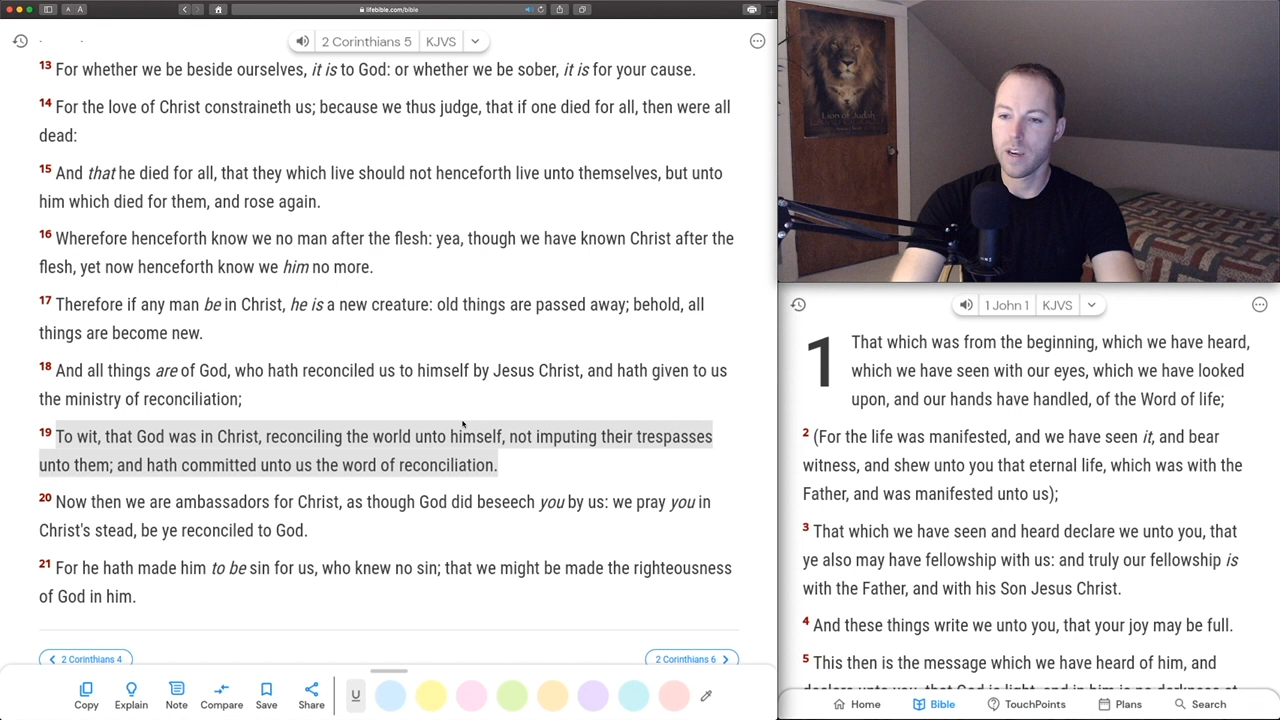 A A
lifebible.com/bible
2 Corinthians 5 KJVS
13 For whether we be beside ourselves, it is to God: or whether we be sober, it is for your cause.
14 For the love of Christ constraineth us; because we thus judge, that if one died for all, then were all
dead:
15 And that he died for all, that they which live should not henceforth live unto themselves, but unto
him which died for them, and rose again.
16 Wherefore henceforth know we no man after the flesh: yea, though we have known Christ after the
flesh, yet now henceforth know we him no more.
17 Therefore if any man be in Christ, he is a new creature: old things are passed away; behold, all
things are become new.
18 And all things are of God, who hath reconciled us to himself by Jesus Christ, and hath given to us
the ministry of reconciliation;
19 To wit, that God was in Christ, reconciling the world unto himself, not imputing their trespasses
unto them; and hath committed unto us the word of reconciliation.
20 Now then we are ambassadors for Christ, as though God did beseech you by us: we pray you in
Christ's stead, be ye reconciled to God.
21 For he hath made him to be sin for us, who knew no sin; that we might be made the righteousness
of God in him.
2 Corinthians 4
2 Corinthians 6
Copy Explain Note Compare Save Share U
Lion of Judah
1 John 1 KJVS
1 That which was from the beginning, which we have heard,
which we have seen with our eyes, which we have looked
upon, and our hands have handled, of the Word of life;
2 (For the life was manifested, and we have seen it, and bear
witness, and shew unto you that eternal life, which was with the
Father, and was manifested unto us);
3 That which we have seen and heard declare we unto you, that
ye also may have fellowship with us: and truly our fellowship is
with the Father, and with his Son Jesus Christ.
4 And these things write we unto you, that your joy may be full.
5 This then is the message which we have heard of him, and
declare unto you, that God is light, and in him is no darkness at
Home Bible TouchPoints Plans Search